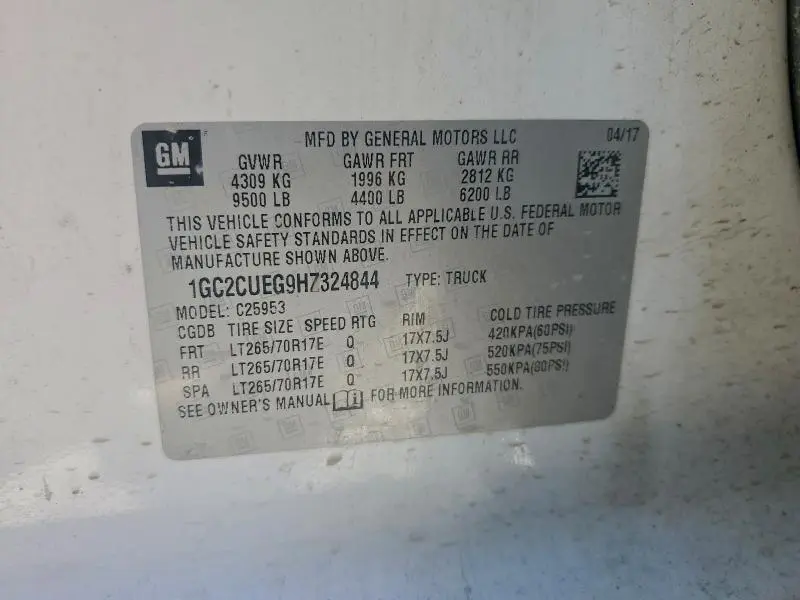 GM
MFD BY GENERAL MOTORS LLC 04/17
GVWR GAWR FRT GAWR RR
4309 KG 1996 KG 2812 KG
9500 LB 4400 LB 6200 LB
THIS VEHICLE CONFORMS TO ALL APPLICABLE U.S. FEDERAL MOTOR
VEHICLE SAFETY STANDARDS IN EFFECT ON THE DATE OF
MANUFACTURE SHOWN ABOVE.
1GC2CUEG9HZ324844 TYPE: TRUCK
MODEL: C25953
CGDB TIRE SIZE SPEED RTG RIM COLD TIRE PRESSURE
FRT LT265/70R17E Q 17X7.5J 420KPA(60PSI)
RR LT265/70R17E Q 17X7.5J 520KPA(75PSI)
SPA LT265/70R17E Q 17X7.5J 550KPA(80PSI)
SEE OWNER'S MANUAL FOR MORE INFORMATION.